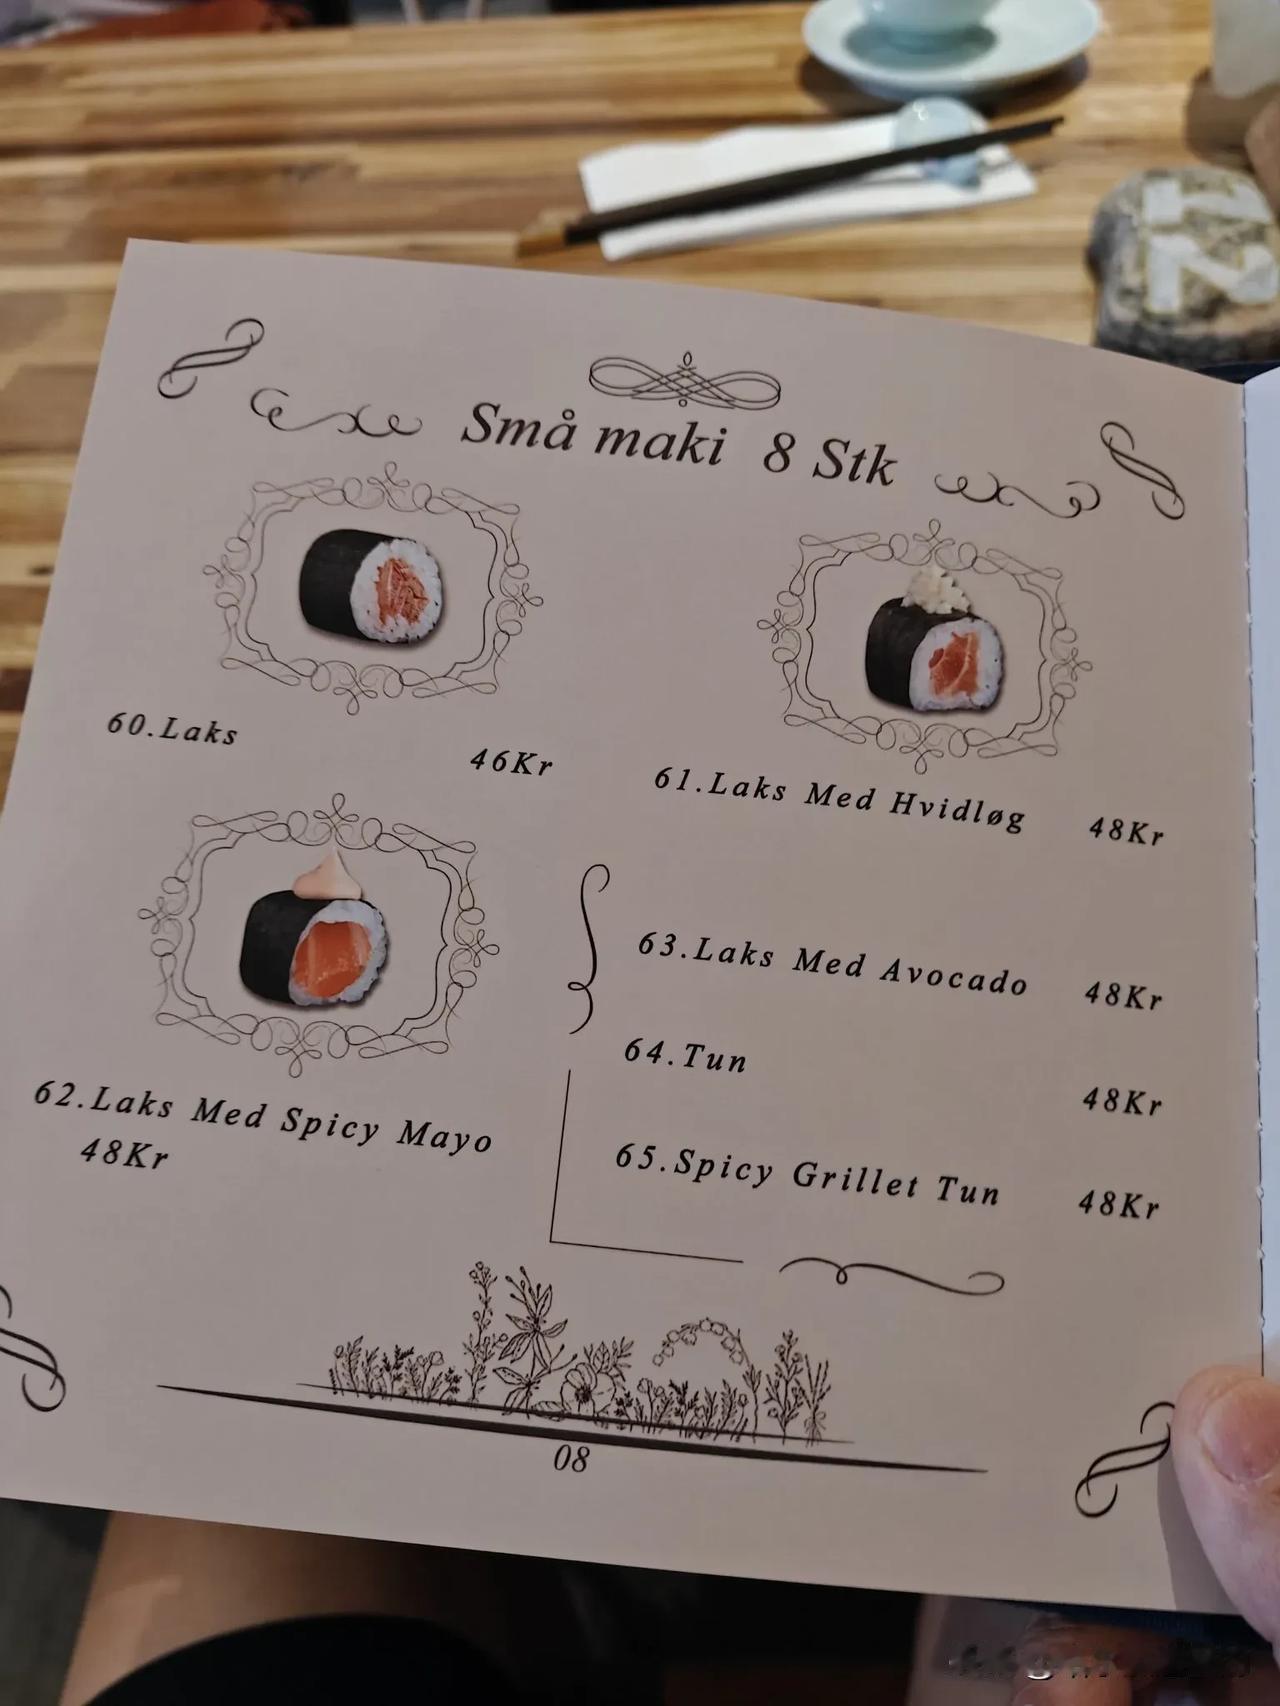 Små maki 8 Stk
60.Laks 46Kr
61.Laks Med Hvidløg 48Kr
62.Laks Med Spicy Mayo
48Kr
63.Laks Med Avocado 48Kr
64.Tun 48Kr
65.Spicy Grillet Tun 48Kr
08
12